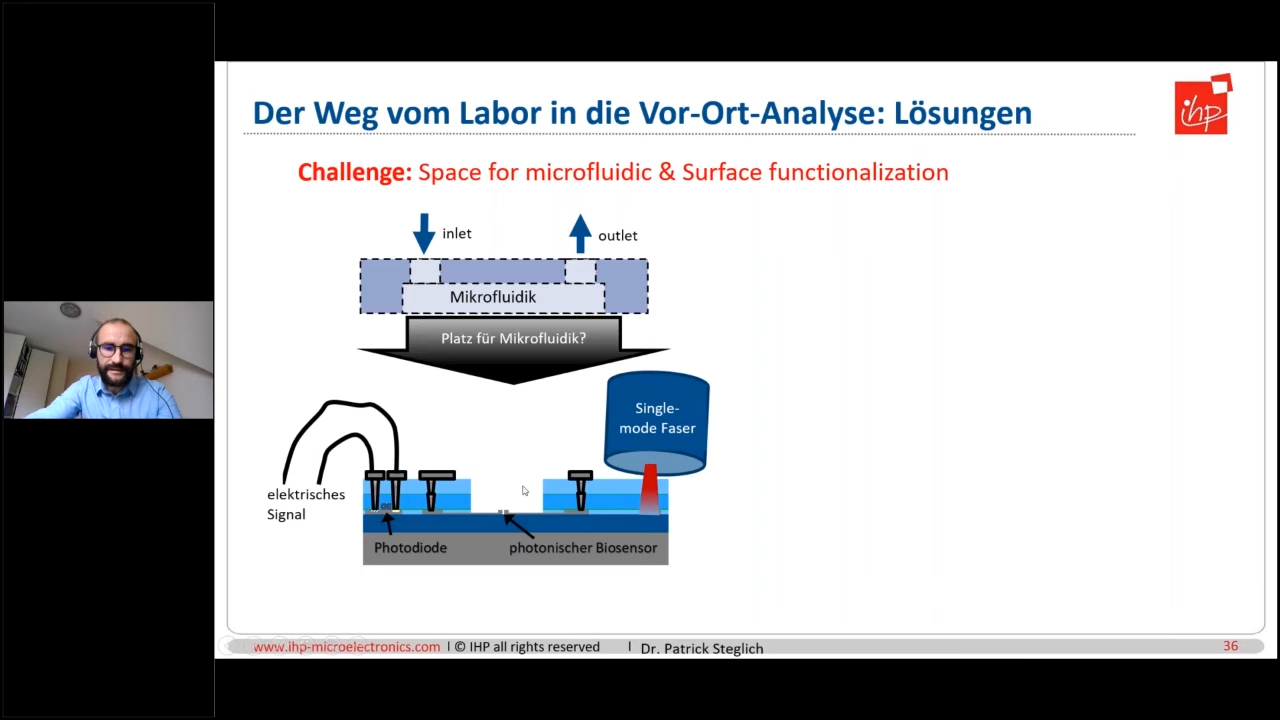 Der Weg vom Labor in die Vor-Ort-Analyse: Lösungen
ihp
Challenge: Space for microfluidic & Surface functionalization
inlet
outlet
Mikrofluidik
Platz für Mikrofluidik?
Single-
mode Faser
elektrisches
Signal
Photodiode
photonischer Biosensor
www.ihp-microelectronics.com | © IHP all rights reserved | Dr. Patrick Steglich
36